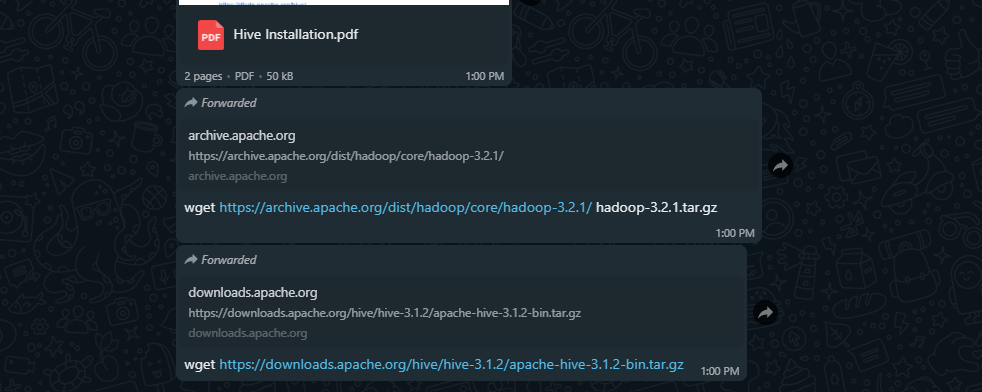 PDF
Hive Installation.pdf
2 pages • PDF • 50 kB 1:00 PM
Forwarded
archive.apache.org
https://archive.apache.org/dist/hadoop/core/hadoop-3.2.1/
archive.apache.org
wget https://archive.apache.org/dist/hadoop/core/hadoop-3.2.1/ hadoop-3.2.1.tar.gz
1:00 PM
Forwarded
downloads.apache.org
https://downloads.apache.org/hive/hive-3.1.2/apache-hive-3.1.2-bin.tar.gz
downloads.apache.org
wget https://downloads.apache.org/hive/hive-3.1.2/apache-hive-3.1.2-bin.tar.gz
1:00 PM